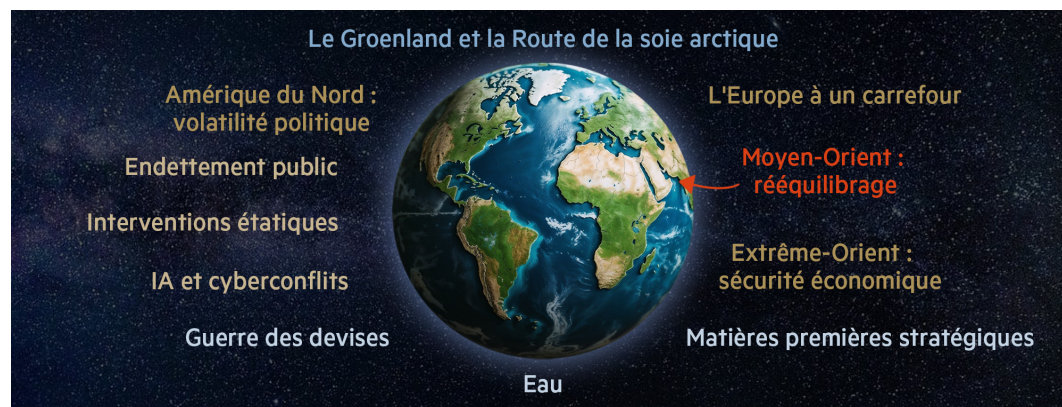 Le Groenland et la Route de la soie arctique
Amérique du Nord :
volatilité politique
Endettement public
Interventions étatiques
IA et cyberconflits
Guerre des devises
L'Europe à un carrefour
Moyen-Orient :
rééquilibrage
Extrême-Orient :
sécurité économique
Matières premières stratégiques
Eau